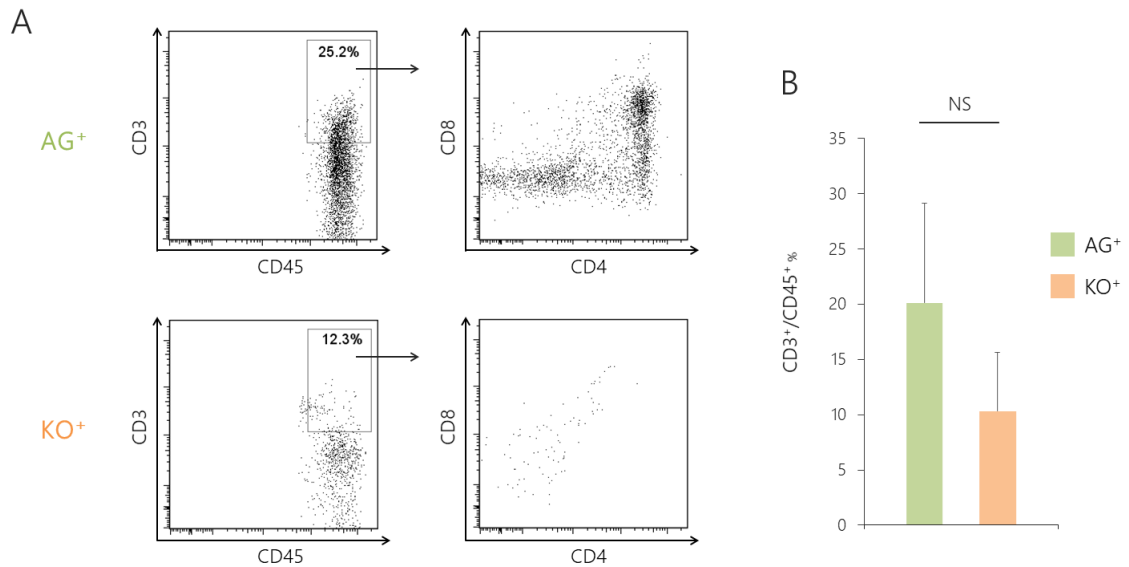 A
B
AG⁺
CD3
25.2%
CD45
CD8
CD4
KO⁺
CD3
12.3%
CD45
CD8
CD4
NS
CD3⁺/CD45⁺ %
35
30
25
20
15
10
5
0
AG⁺
KO⁺